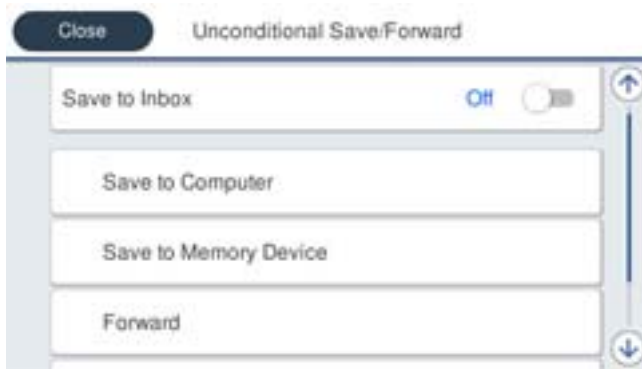 Close Unconditional Save/Forward
Save to Inbox Off
Save to Computer
Save to Memory Device
Forward